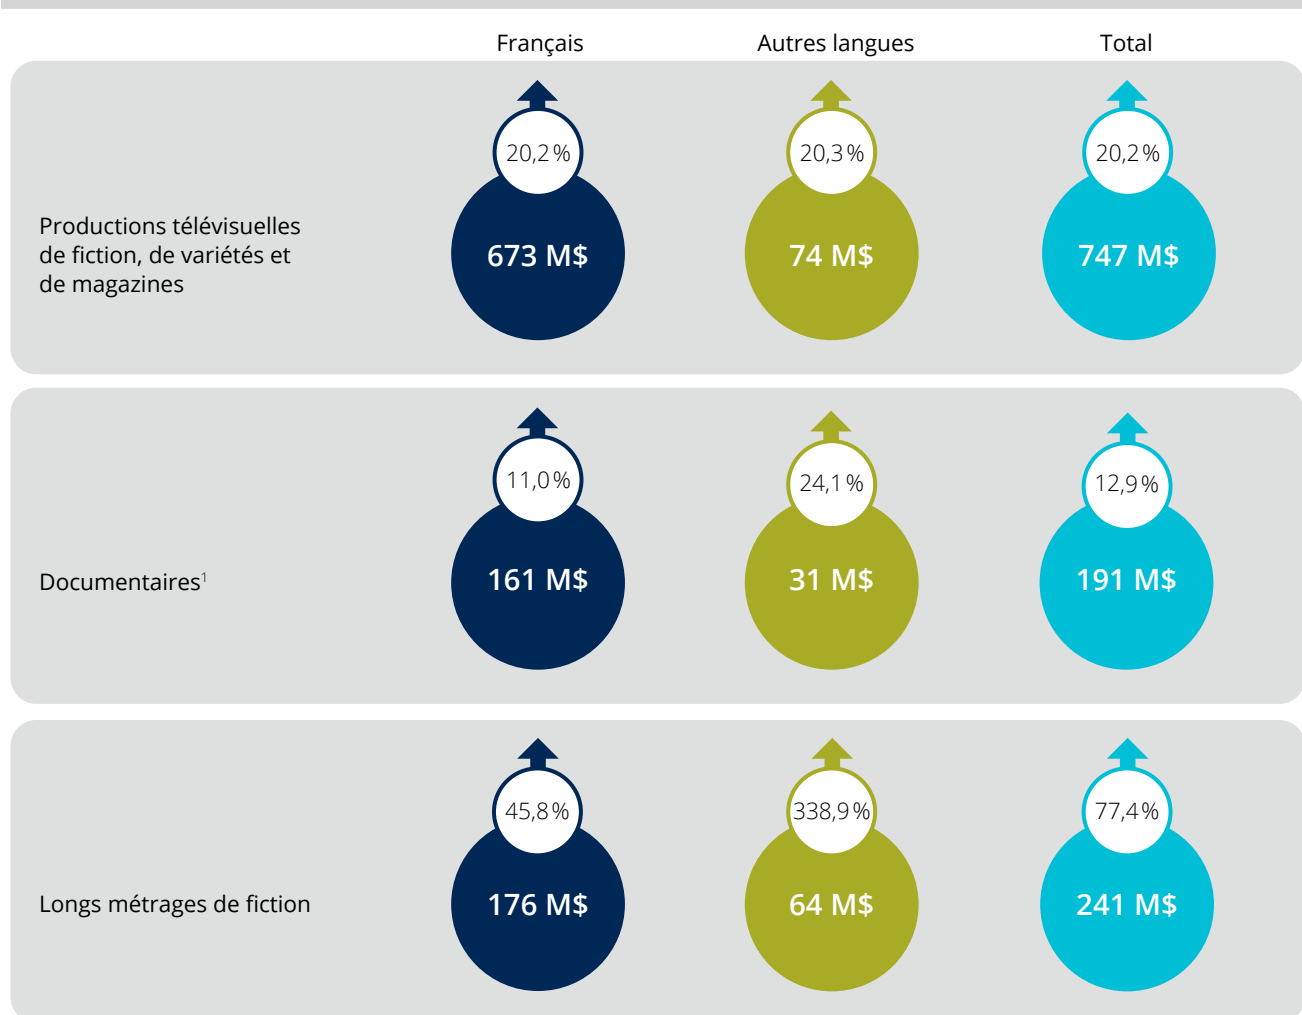 Français Autres langues Total
20,2 % 20,3 % 20,2 %
Productions télévisuelles
de fiction, de variétés et
de magazines
673 M$ 74 M$ 747 M$
11,0 % 24,1 % 12,9 %
Documentaires¹ 161 M$ 31 M$ 191 M$
45,8 % 338,9 % 77,4 %
Longs métrages de fiction 176 M$ 64 M$ 241 M$